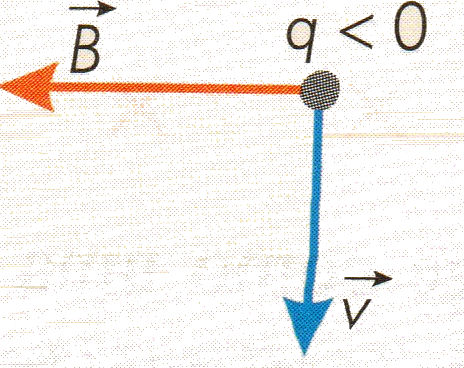 B⃗
q < 0
v⃗